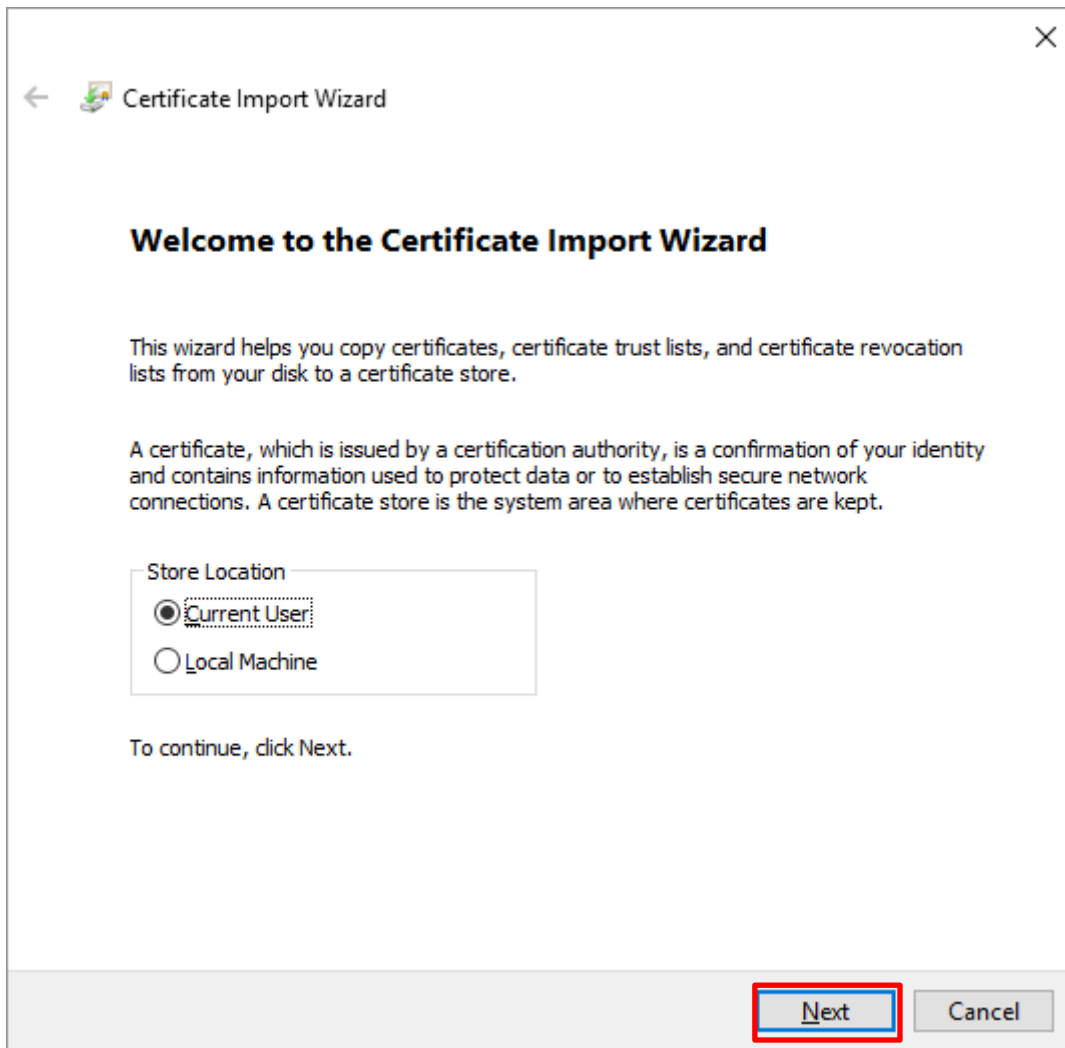 Certificate Import Wizard
Welcome to the Certificate Import Wizard
This wizard helps you copy certificates, certificate trust lists, and certificate revocation
lists from your disk to a certificate store.
A certificate, which is issued by a certification authority, is a confirmation of your identity
and contains information used to protect data or to establish secure network
connections. A certificate store is the system area where certificates are kept.
Store Location
Current User
Local Machine
To continue, click Next.
Next Cancel